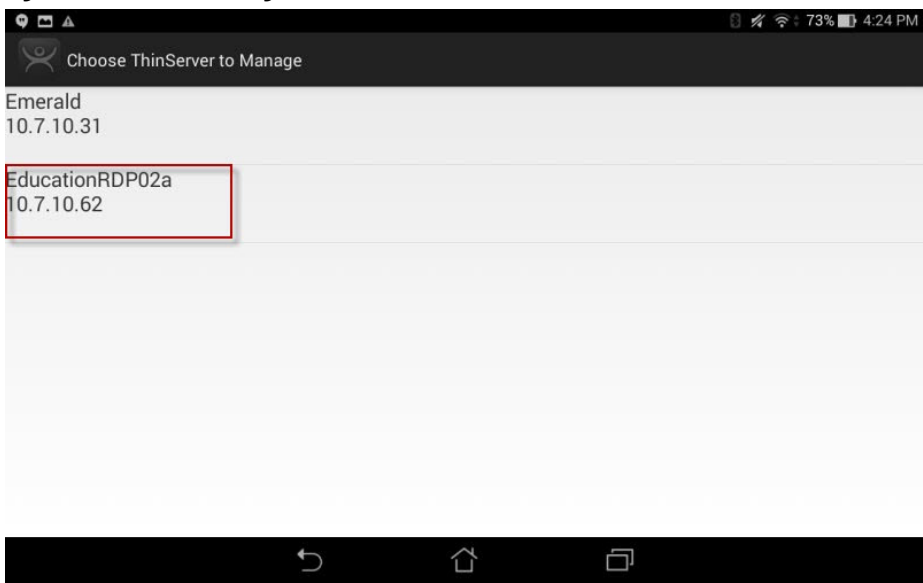 73% 4:24 PM
Choose ThinServer to Manage
Emerald
10.7.10.31
EducationRDP02a
10.7.10.62